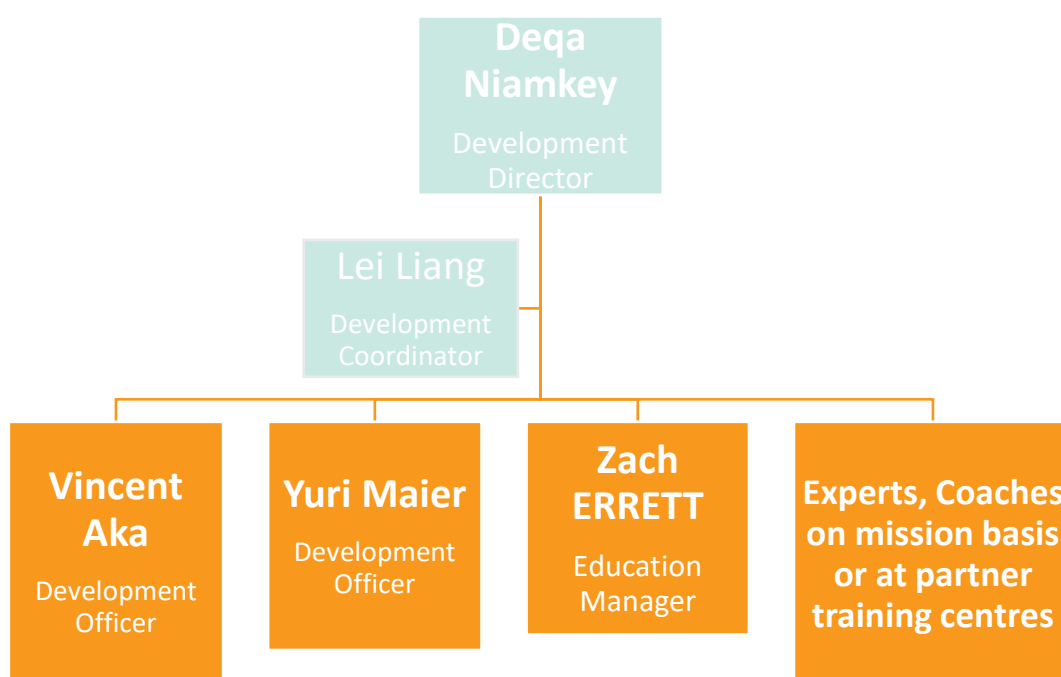 Deqa
Niamkey
Development
Director
Lei Liang
Development
Coordinator
Vincent
Aka
Development
Officer
Yuri Maier
Development
Officer
Zach
ERRETT
Education
Manager
Experts, Coaches
on mission basis
or at partner
training centres